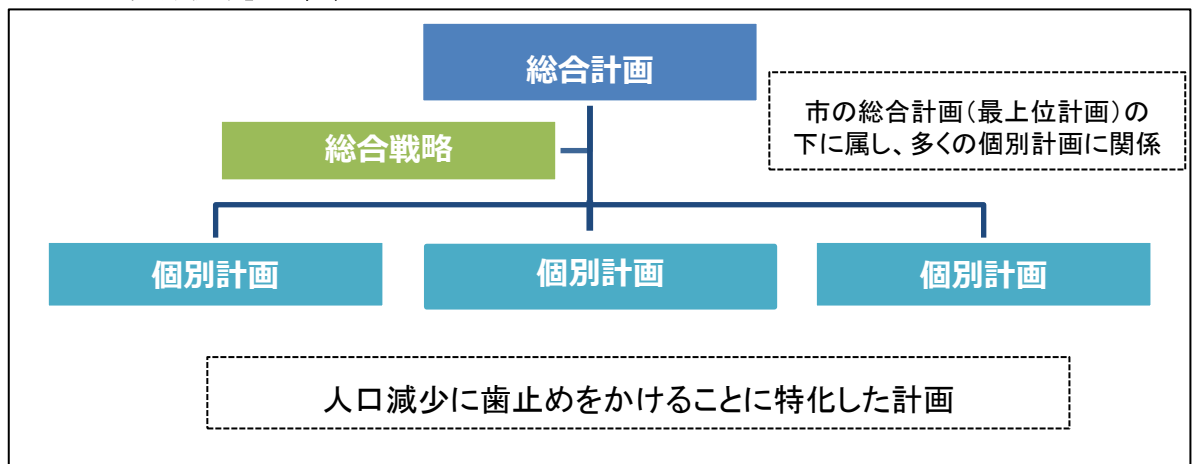 総合計画
市の総合計画（最上位計画）の
下に属し、多くの個別計画に関係
総合戦略
個別計画
個別計画
個別計画
人口減少に歯止めをかけることに特化した計画